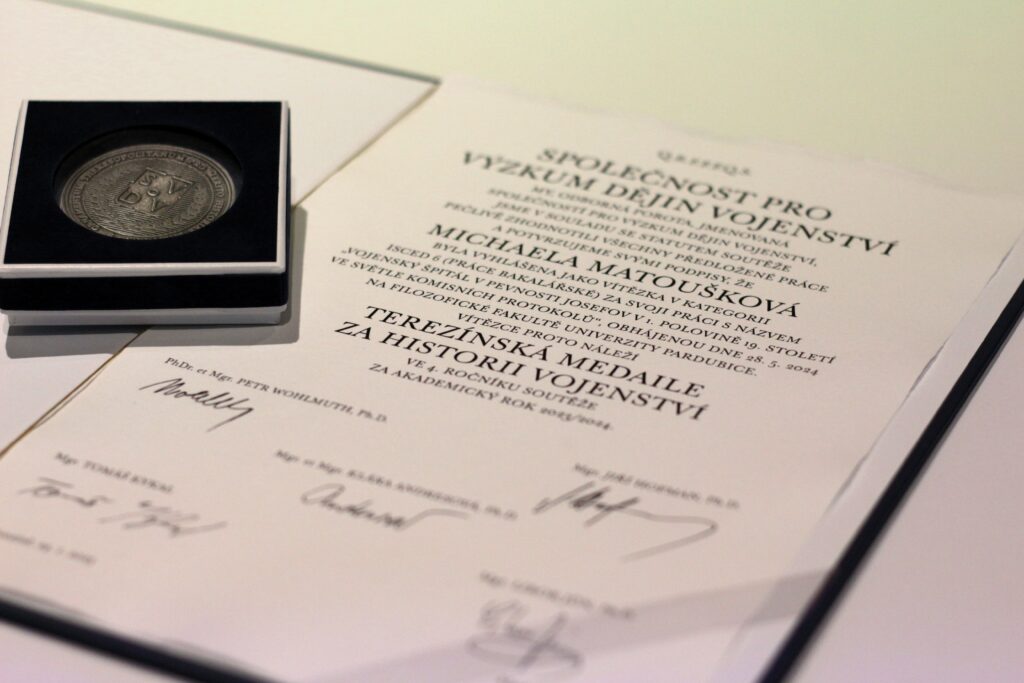 SPOLEČNOST PRO
VÝZKUM DĚJIN VOJENSTVÍ
MY, ODBORNÁ POROTA, JMENOVANÁ
SPOLEČNOSTÍ PRO VÝZKUM DĚJIN VOJENSTVÍ,
JSME V SOULADU SE STATUTEM SOUTĚŽE
PEČLIVĚ ZHODNOTILI VŠECHNY PŘEDLOŽENÉ PRÁCE
A POTVRZUJEME SVÝMI PODPISY, ŽE
MICHAELA MATOUŠKOVÁ
BYLA VYHLÁŠENA JAKO VÍTĚZKA V KATEGORII
ISCED 6 (PRÁCE BAKALÁŘSKÉ) ZA SVOJI PRÁCI S NÁZVEM
„VOJENSKÝ ŠPITÁL V PEVNOSTI JOSEFOV V 1. POLOVINĚ 19. STOLETÍ
VE SVĚTLE KOMISNÍCH PROTOKOLŮ“, OBHÁJENOU DNE 28. 5. 2024
NA FILOZOFICKÉ FAKULTĚ UNIVERZITY PARDUBICE.
VÍTĚZCE PROTO NÁLEŽÍ
TEREZÍNSKÁ MEDAILE
ZA HISTORII VOJENSTVÍ
VE 4. ROČNÍKU SOUTĚŽE
ZA AKADEMICKÝ ROK 2023/2024.
PhDr. et Mgr. PETR WOHLMUTH, Ph.D.
Mgr. TOMÁŠ KYKAL
Mgr. et Mgr. KLÁRA ANDRESOVÁ, Ph.D.
Mgr. JIŘÍ HOFMAN, Ph.D.